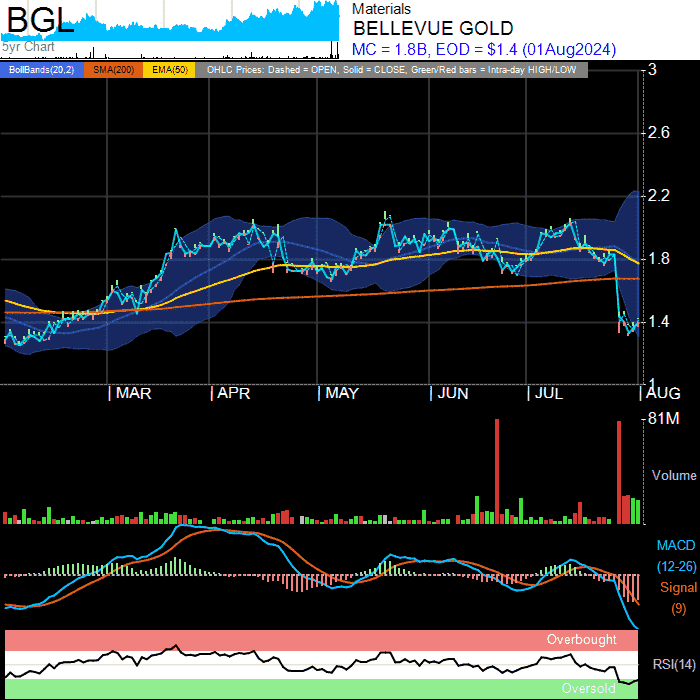 BGL
5yr Chart
Materials
BELLEVUE GOLD
MC = 1.8B, EOD = $1.4 (01Aug2024)
BollBands(20,2) SMA(200) EMA(50) OHLC Prices: Dashed = OPEN, Solid = CLOSE, Green/Red bars = Intra-day HIGH/LOW
3
2.6
2.2
1.8
1.4
1
MAR APR MAY JUN JUL AUG
81M
Volume
MACD
(12-26)
Signal
(9)
Overbought
RSI(14)
Oversold